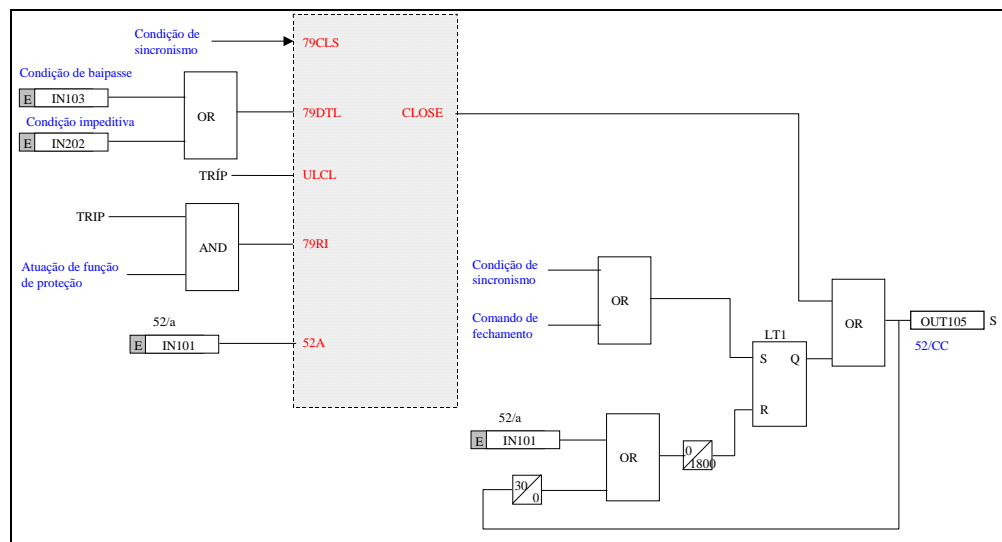 Condição de
sincronismo
79CLS
Condição de baipasse
E IN103
OR
79DTL
CLOSE
Condição impeditiva
E IN202
TRÍP
ULCL
TRIP
AND
79RI
Atuação de função
de proteção
52/a
E IN101
52A
Condição de
sincronismo
OR
Comando de
fechamento
LT1
S Q
R
OR
OUT105 S
52/CC
52/a
E IN101
OR
0
1800
30
0